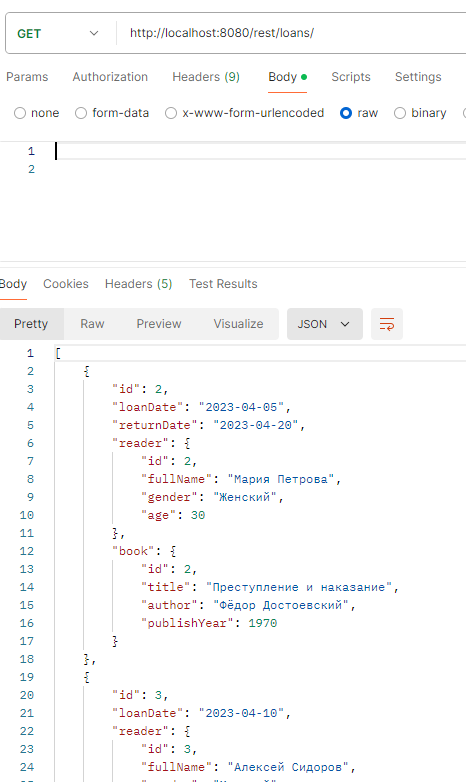 GET http://localhost:8080/rest/loans/
Params Authorization Headers (9) Body Scripts Settings
none form-data x-www-form-urlencoded raw binary
1
2
Body Cookies Headers (5) Test Results
Pretty Raw Preview Visualize JSON
1 [
2 {
3 "id": 2,
4 "loanDate": "2023-04-05",
5 "returnDate": "2023-04-20",
6 "reader": {
7 "id": 2,
8 "fullName": "Мария Петрова",
9 "gender": "Женский",
10 "age": 30
11 },
12 "book": {
13 "id": 2,
14 "title": "Преступление и наказание",
15 "author": "Фёдор Достоевский",
16 "publishYear": 1970
17 }
18 },
19 {
20 "id": 3,
21 "loanDate": "2023-04-10",
22 "reader": {
23 "id": 3,
24 "fullName": "Алексей Сидоров",